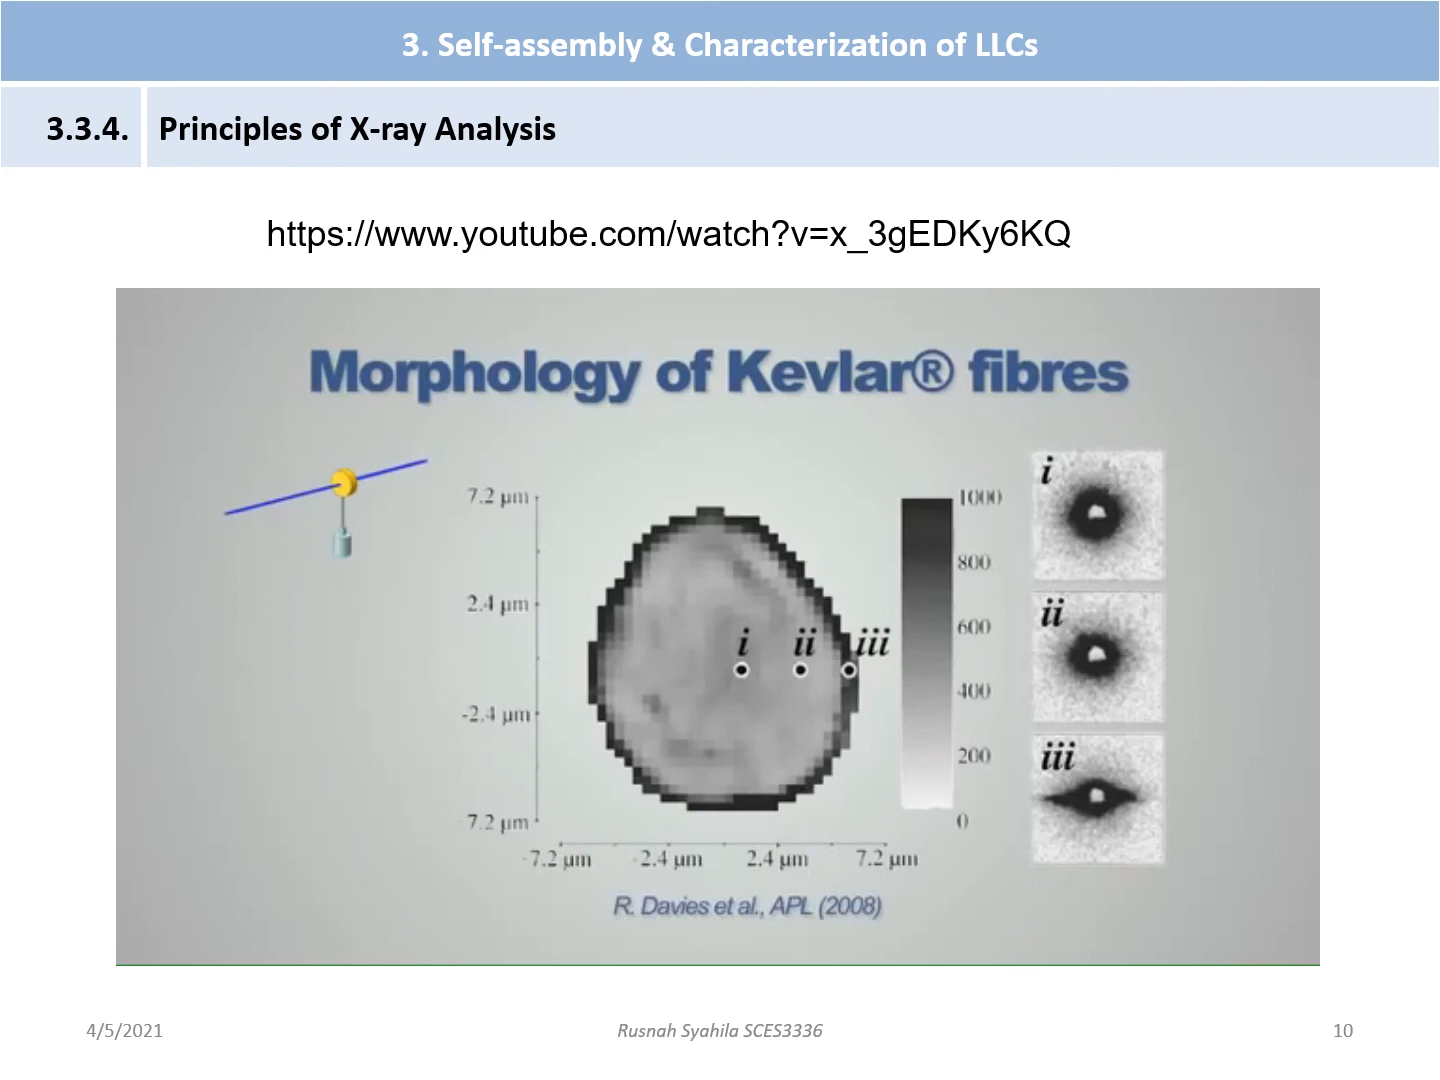 3. Self-assembly & Characterization of LLCs
3.3.4. Principles of X-ray Analysis
https://www.youtube.com/watch?v=x_3gEDKy6KQ
Morphology of Kevlar® fibres
7.2 µm
2.4 µm
-2.4 µm
7.2 µm
-7.2 µm -2.4 µm 2.4 µm 7.2 µm
i ii iii
1000
800
600
400
200
0
i
ii
iii
R. Davies et al., APL (2008)
4/5/2021 Rusnah Syahila SCES3336 10